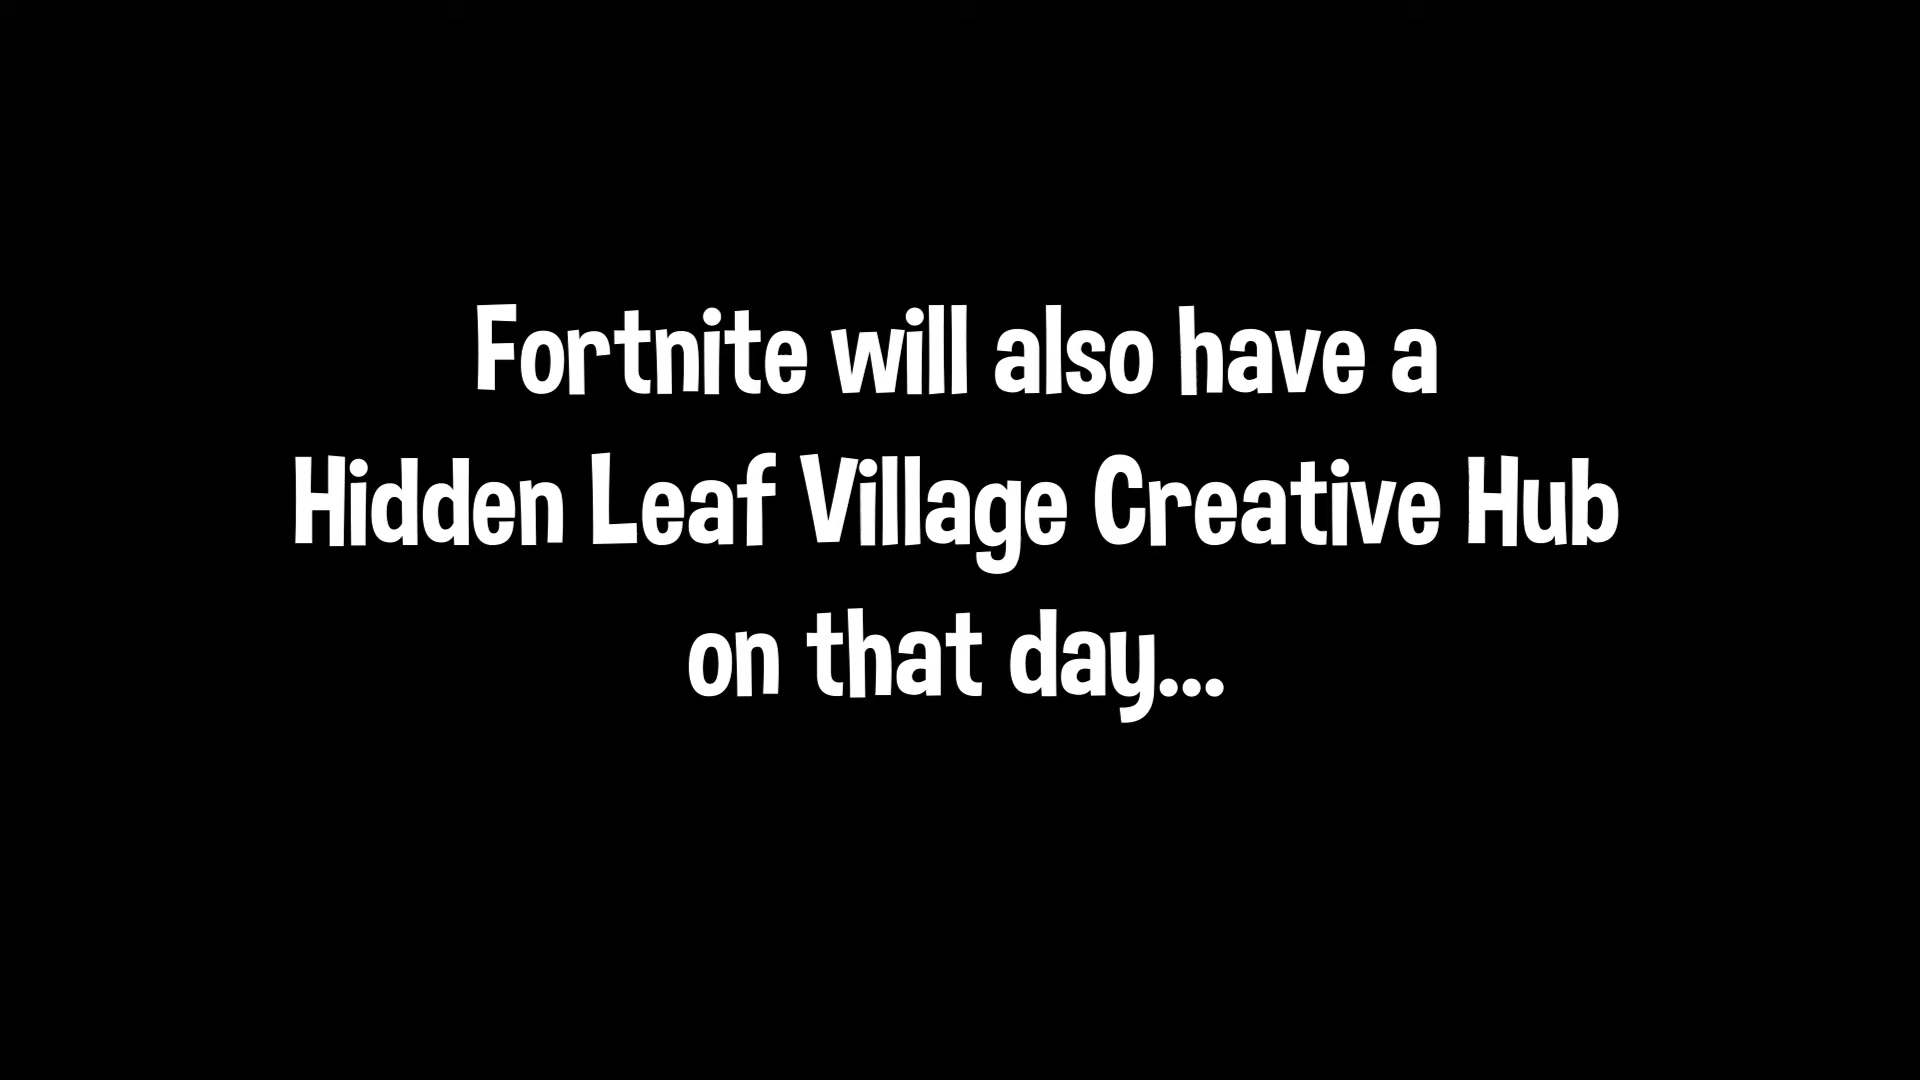 Fortnite will also have a
Hidden Leaf Village Creative Hub
on that day...